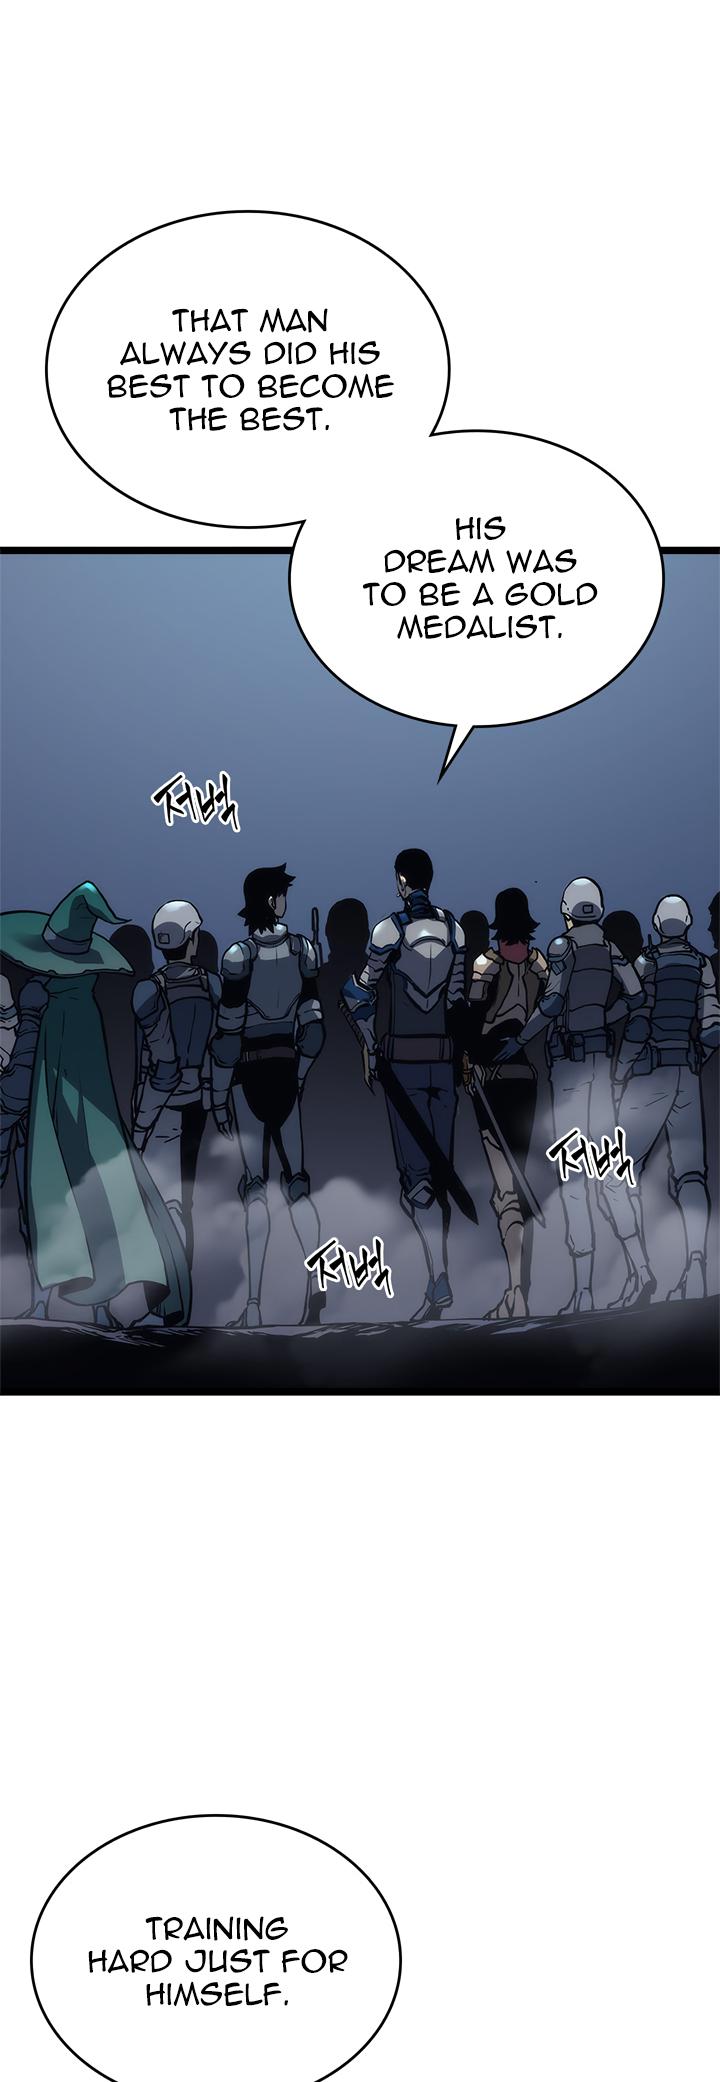 THAT MAN
ALWAYS DID HIS
BEST TO BECOME
THE BEST.
HIS
DREAM WAS
TO BE A GOLD
MEDALIST.
저벅
저벅
저벅
TRAINING
HARD JUST FOR
HIMSELF.